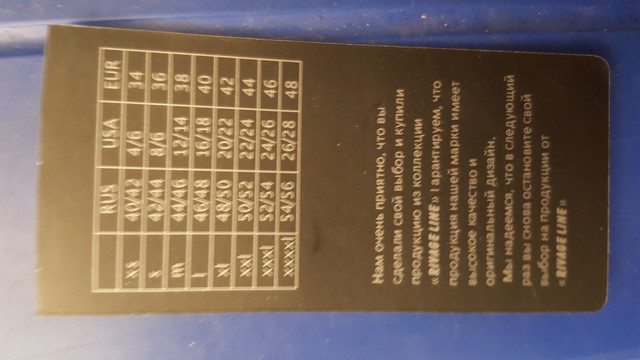 RUS USA EUR
xs 40/42 4/6 34
s 42/44 8/6 36
m 44/46 12/14 38
l 46/48 16/18 40
xl 48/50 20/22 42
xxl 50/52 22/24 44
xxxl 52/54 24/26 46
xxxxl 54/56 26/28 48
Нам очень приятно, что вы
сделали свой выбор и купили
продукцию из коллекции
«RIVAGE LINE» Гарантируем, что
продукция нашей марки имеет
высокое качество и
оригинальный дизайн.
Мы надеемся, что в следующий
раз вы снова остановите свой
выбор на продукции от
«RIVAGE LINE»